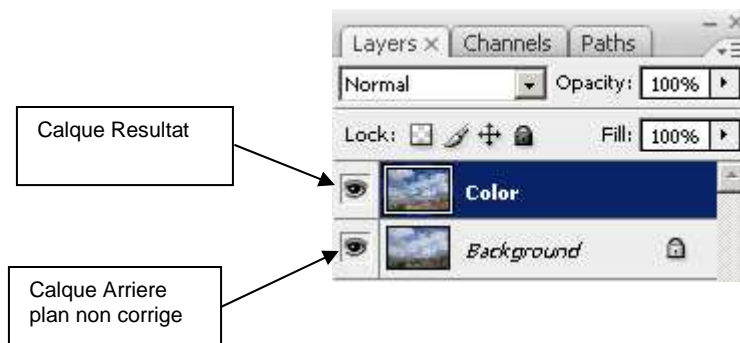 Layers × Channels Paths
Normal Opacity: 100%
Lock: Fill: 100%
Calque Resultat
Color
Background
Calque Arriere
plan non corrige